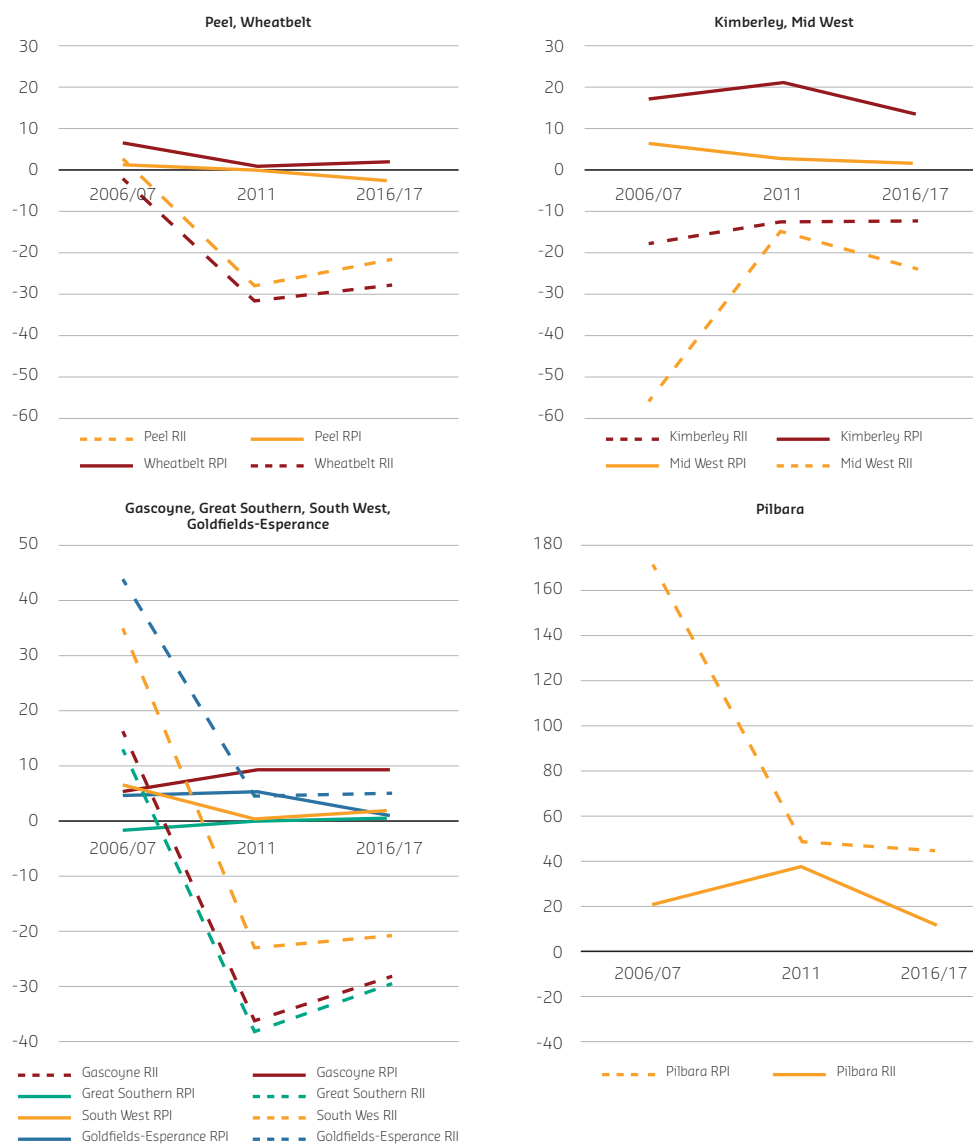 Peel, Wheatbelt
30
20
10
0
-10
-20
-30
-40
-50
-60
2006/07 2011 2016/17
Peel RII Peel RPI
Wheatbelt RPI Wheatbelt RII
Kimberley, Mid West
30
20
10
0
-10
-20
-30
-40
-50
-60
2006/07 2011 2016/17
Kimberley RII Kimberley RPI
Mid West RPI Mid West RII
Gascoyne, Great Southern, South West,
Goldfields-Esperance
50
40
30
20
10
0
-10
-20
-30
-40
2006/07 2011 2016/17
Gascoyne RII Gascoyne RPI
Great Southern RPI Great Southern RII
South West RPI South Wes RII
Goldfields-Esperance RPI Goldfields-Esperance RII
Pilbara
180
160
140
120
100
80
60
40
20
0
-20
-40
2006/07 2011 2016/17
Pilbara RPI Pilbara RII